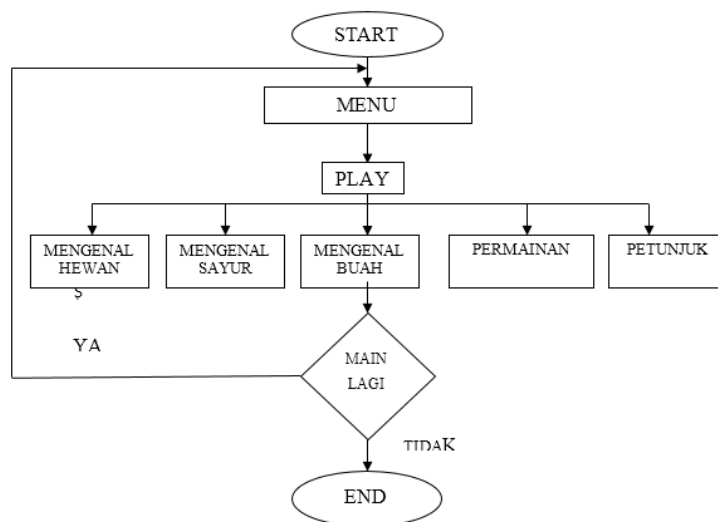 START
MENU
PLAY
MENGENAL
HEWAN
MENGENAL
SAYUR
MENGENAL
BUAH
PERMAINAN
PETUNJUK
YA
MAIN
LAGI
TIDAK
END